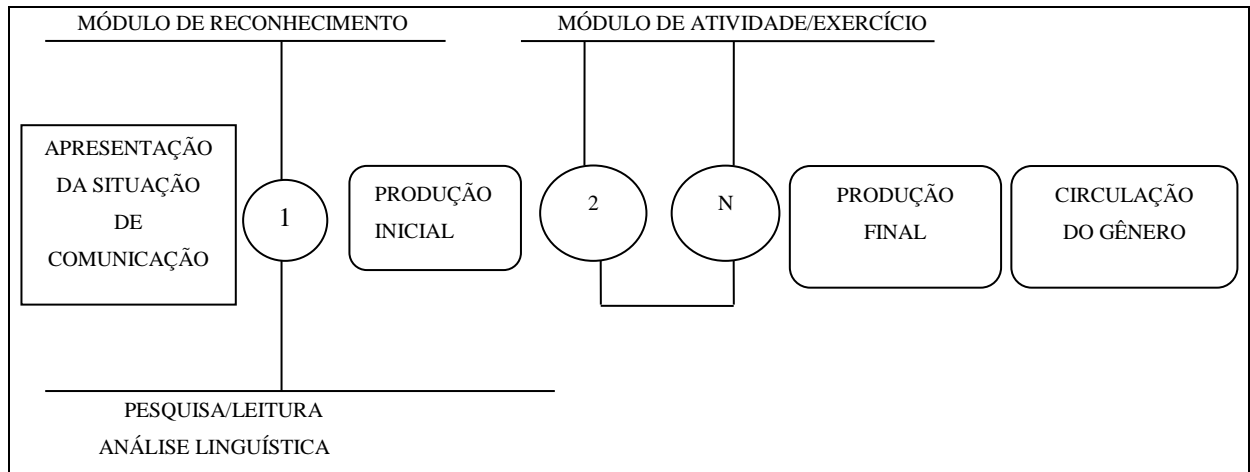 MÓDULO DE RECONHECIMENTO
MÓDULO DE ATIVIDADE/EXERCÍCIO
APRESENTAÇÃO
DA SITUAÇÃO
DE
COMUNICAÇÃO
1
PRODUÇÃO
INICIAL
2
N
PRODUÇÃO
FINAL
CIRCULAÇÃO
DO GÊNERO
PESQUISA/LEITURA
ANÁLISE LINGUÍSTICA